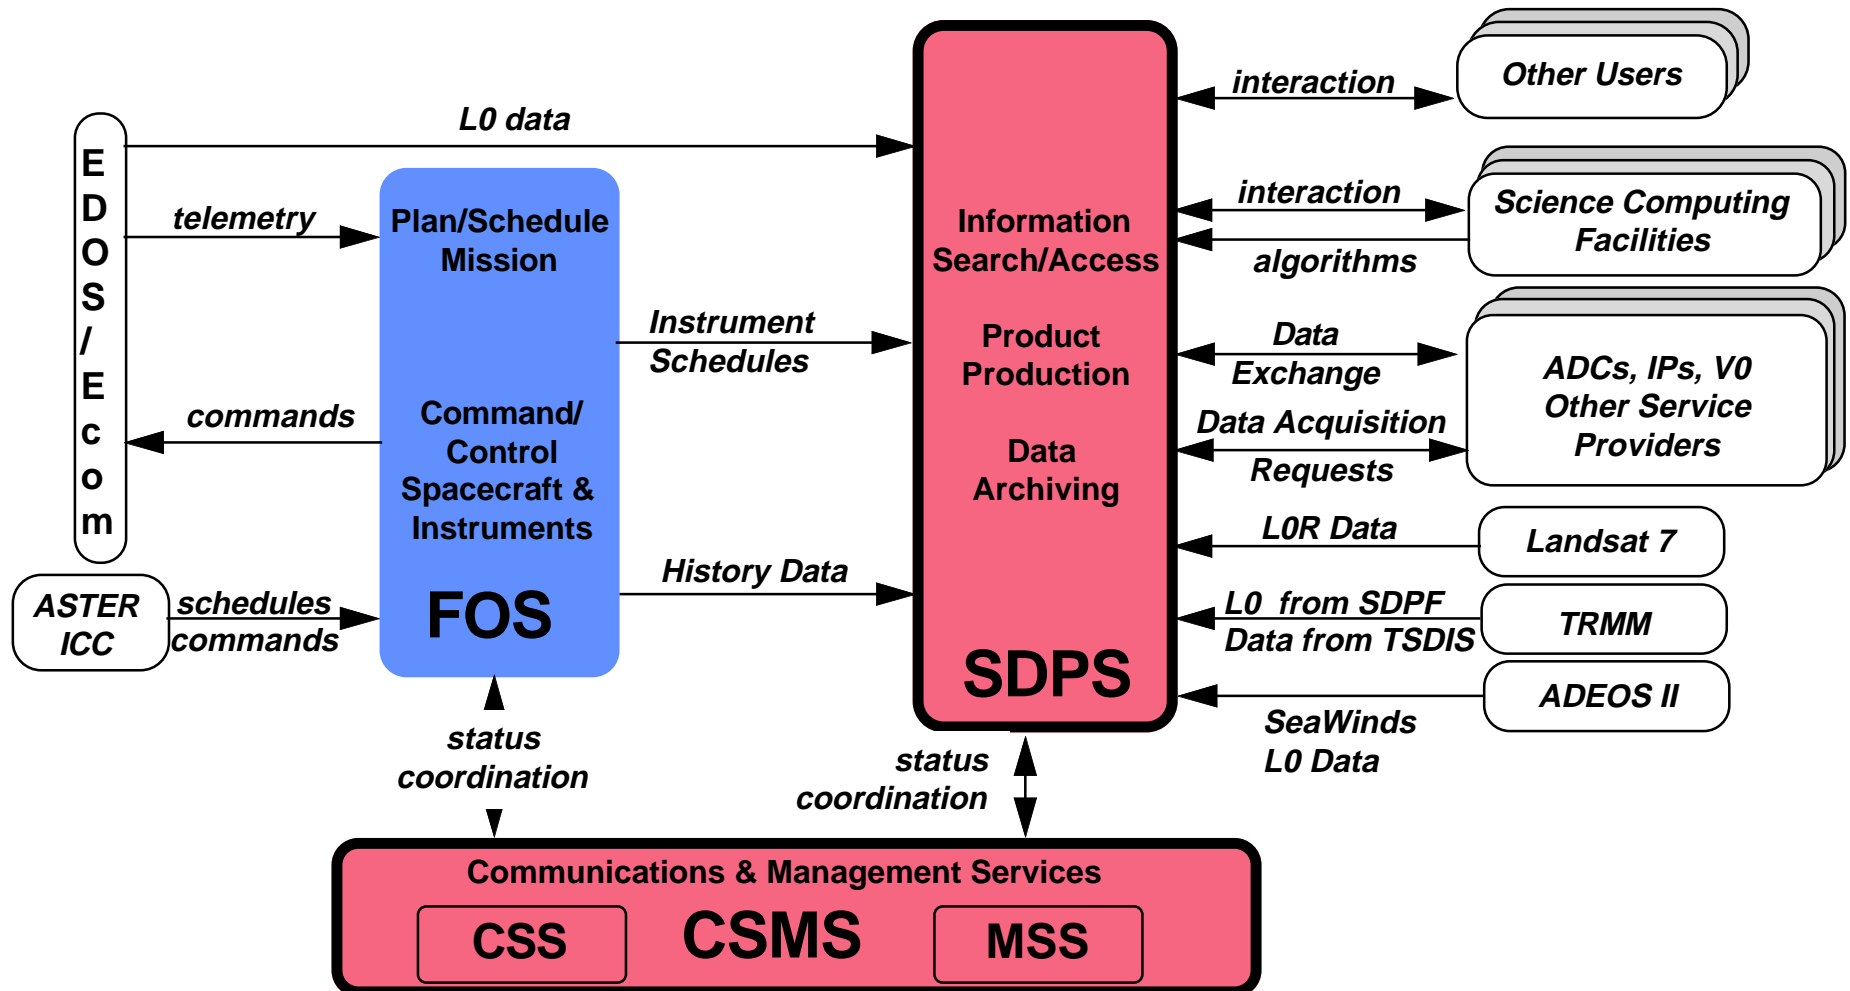 EDOS/Ecom
ASTER
ICC
L0 data
telemetry
commands
schedules
commands
Plan/Schedule
Mission
Command/
Control
Spacecraft &
Instruments
FOS
Instrument
Schedules
History Data
status
coordination
Information
Search/Access
Product
Production
Data
Archiving
SDPS
status
coordination
interaction
Other Users
interaction
algorithms
Science Computing
Facilities
Data
Exchange
Data Acquisition
Requests
ADCs, IPs, V0
Other Service
Providers
L0R Data
Landsat 7
L0 from SDPF
Data from TSDIS
TRMM
SeaWinds
L0 Data
ADEOS II
Communications & Management Services
CSS
CSMS
MSS